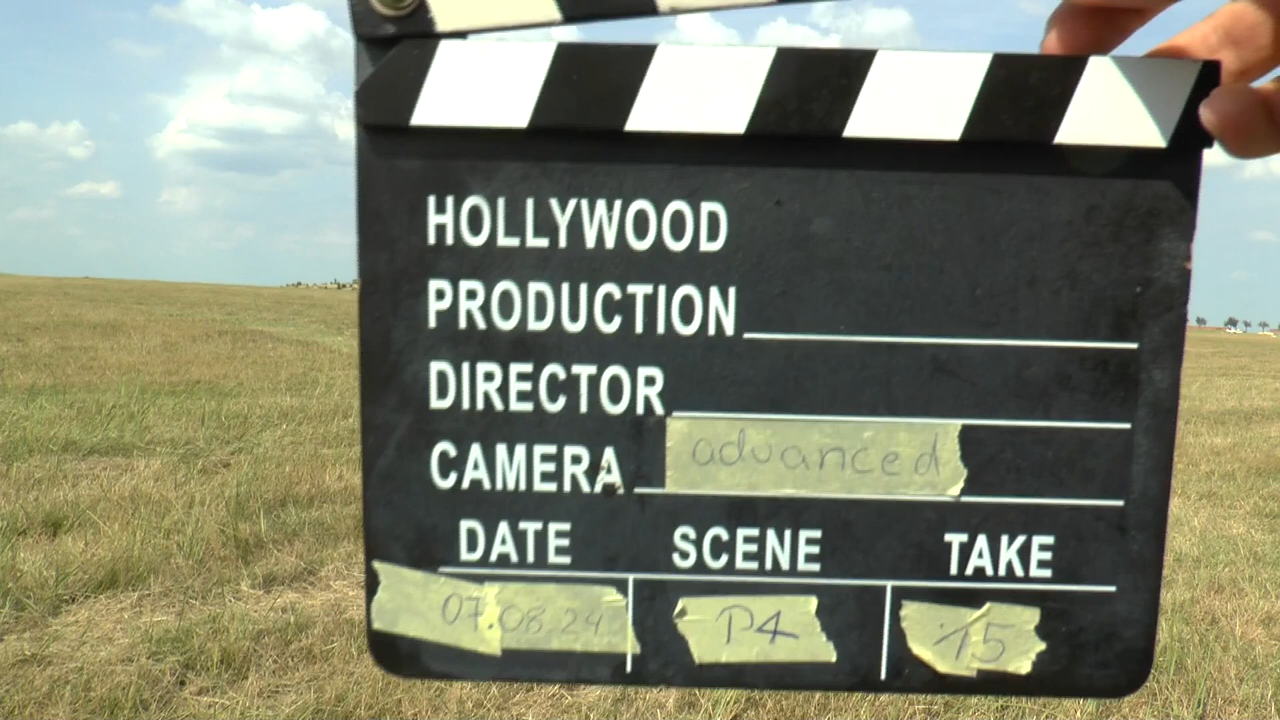 HOLLYWOOD
PRODUCTION
DIRECTOR
CAMERA advanced
DATE SCENE TAKE
07.08.24 P4 15